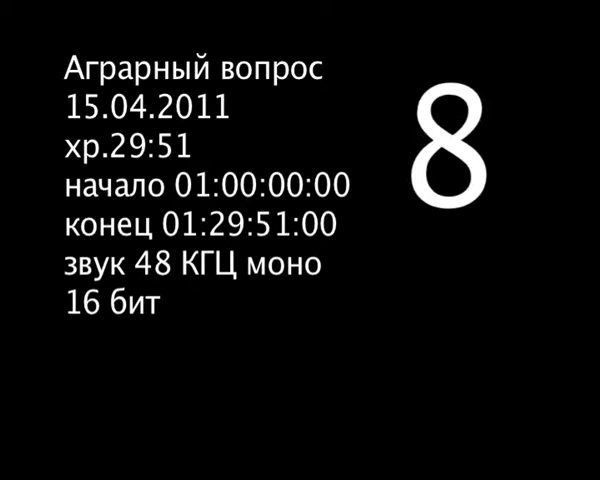 Аграрный вопрос
15.04.2011
хр.29:51
начало 01:00:00:00
конец 01:29:51:00
звук 48 КГЦ моно
16 бит
8